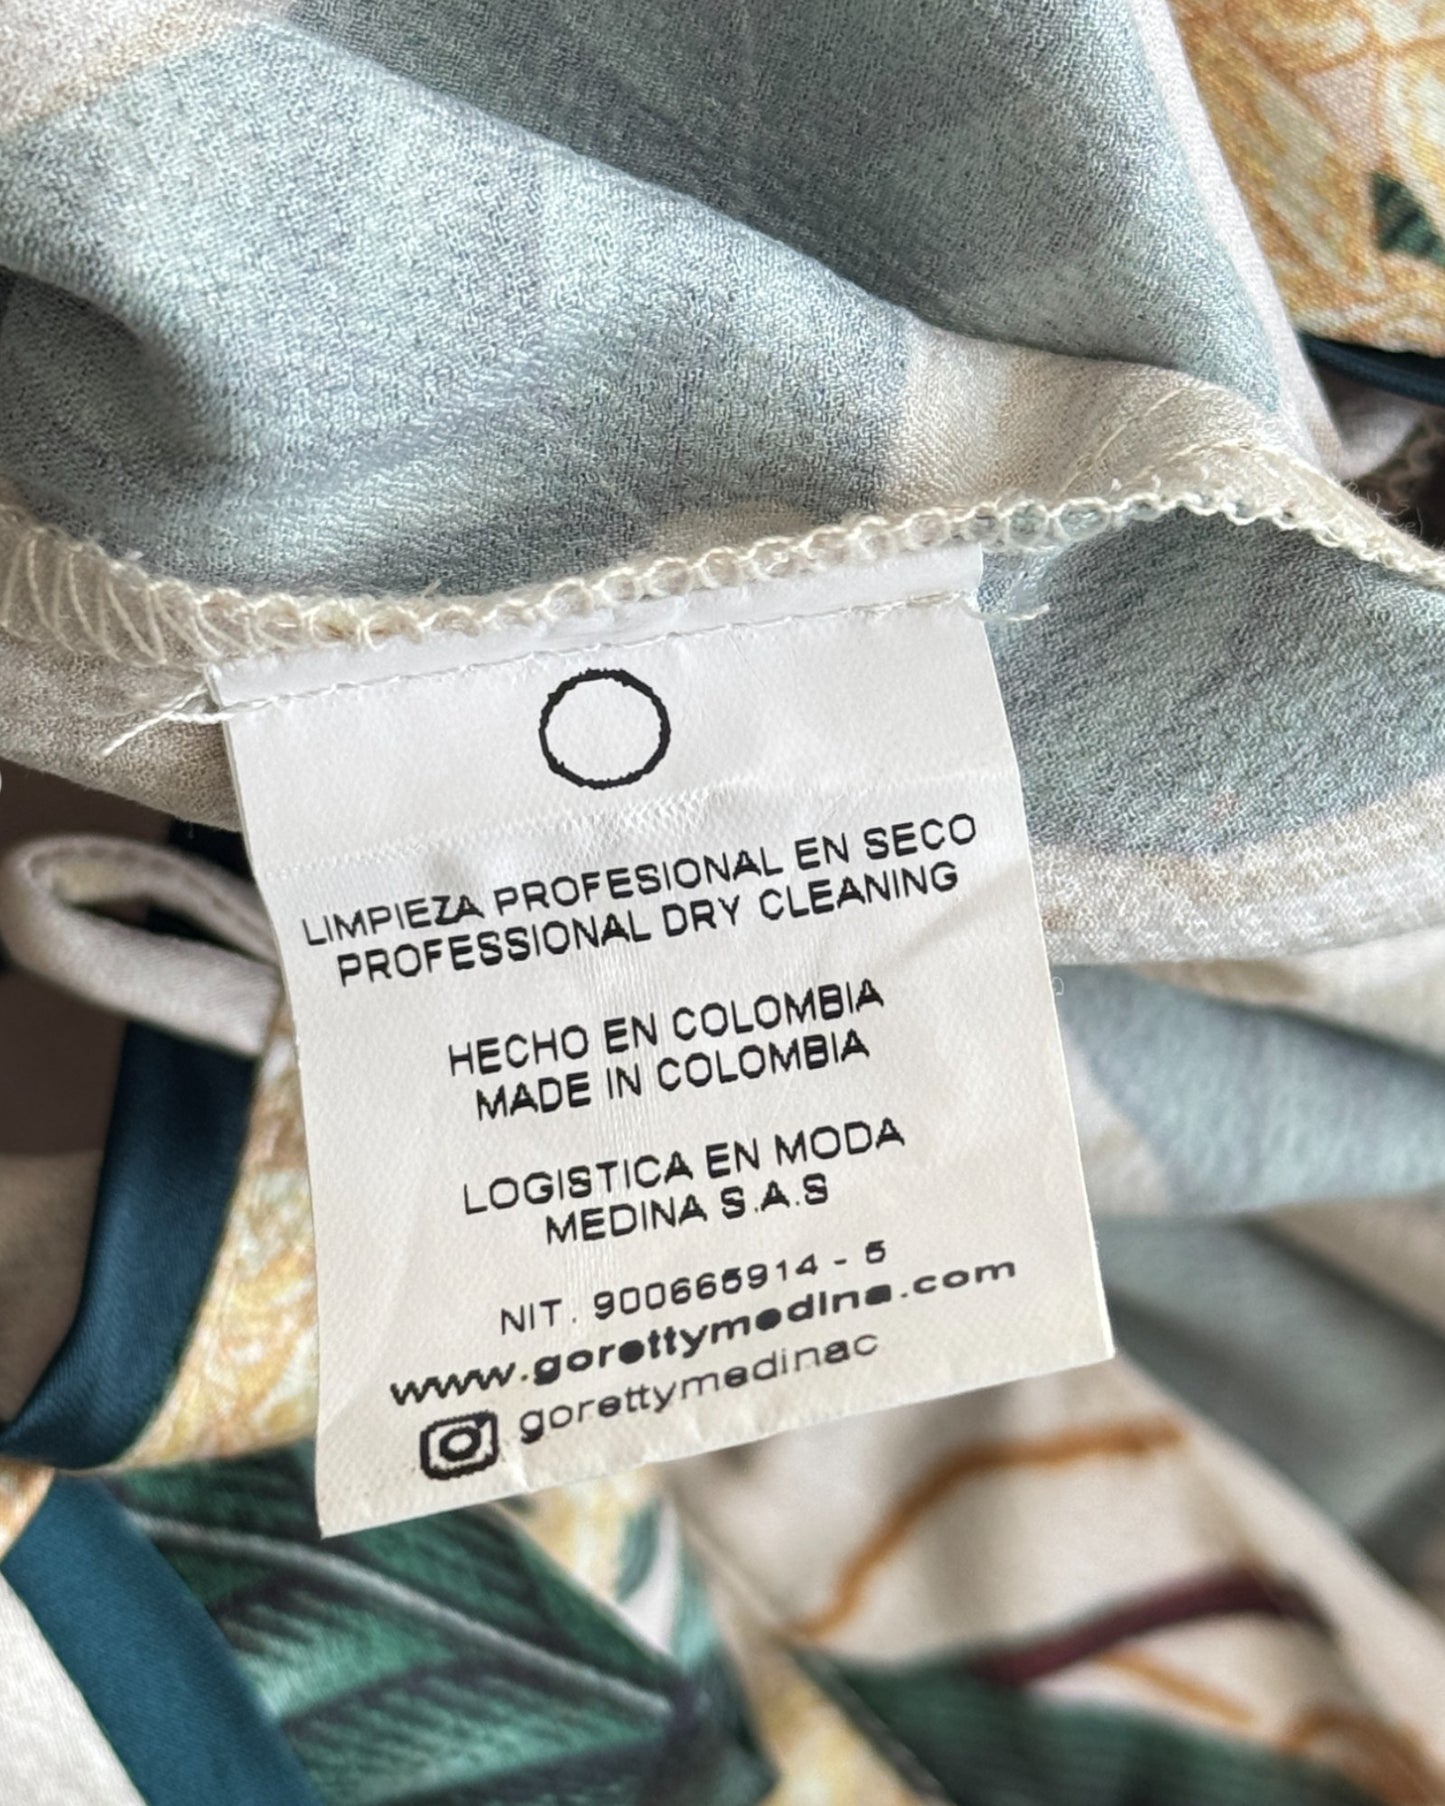 LIMPIEZA PROFESIONAL EN SECO
PROFESSIONAL DRY CLEANING
HECHO EN COLOMBIA
MADE IN COLOMBIA
LOGISTICA EN MODA
MEDINA S.A.S
NIT. 900665914 - 5
www.gorettymedina.com
gorettymedinac